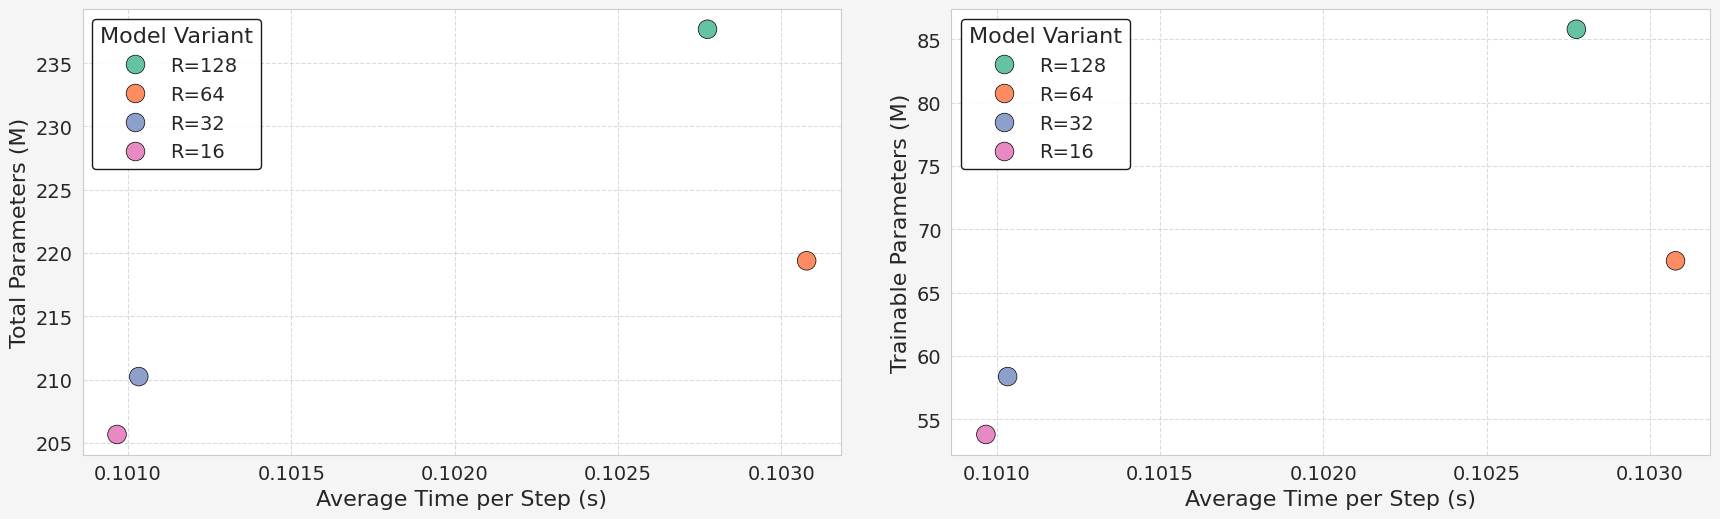 Model Variant
R=128
R=64
R=32
R=16
Total Parameters (M)
235
230
225
220
215
210
205
0.1010 0.1015 0.1020 0.1025 0.1030
Average Time per Step (s)
Model Variant
R=128
R=64
R=32
R=16
Trainable Parameters (M)
85
80
75
70
65
60
55
0.1010 0.1015 0.1020 0.1025 0.1030
Average Time per Step (s)